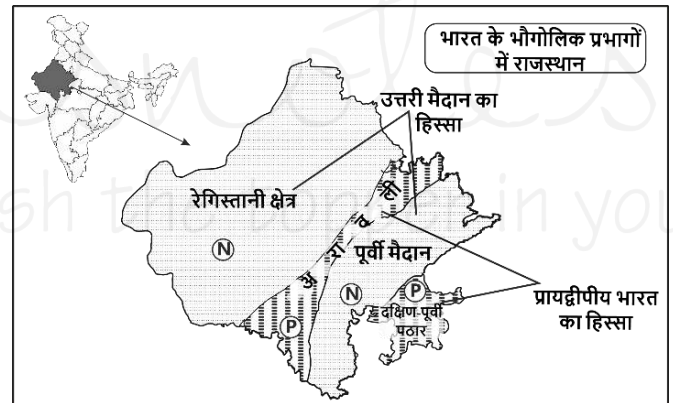 भारत के भौगोलिक प्रभागों
में राजस्थान
उत्तरी मैदान का
हिस्सा
रेगिस्तानी क्षेत्र
अ रा व ली
N
पूर्वी मैदान
N
P
P
दक्षिण-पूर्वी
पठार
प्रायद्वीपीय भारत
का हिस्सा